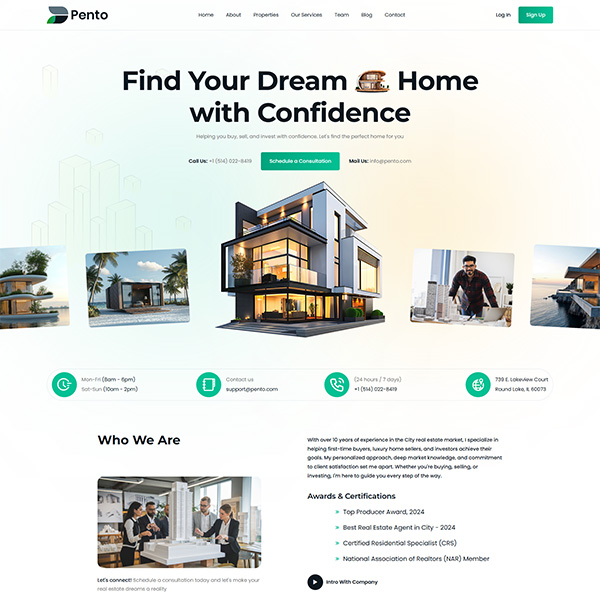 Pento
Home About Properties Our Services Team Blog Contact
Log In Sign Up
Find Your Dream Home
with Confidence
Helping you buy, sell, and invest with confidence. Let's find the perfect home for you
Call Us: +1 (514) 022-8419 Schedule a Consultation Mail Us: info@pento.com
Mon-Fri (8am - 6pm)
Sat-Sun (10am - 2pm)
Contact us
support@pento.com
(24 hours / 7 days)
+1 (514) 022-8419
739 E. Lakeview Court
Round Lake, IL 60073
Who We Are
Let's connect! Schedule a consultation today and let's make your
real estate dreams a reality
With over 10 years of experience in the City real estate market, I specialize in
helping first-time buyers, luxury home sellers, and investors achieve their
goals. My personalized approach, deep market knowledge, and commitment
to client satisfaction set me apart. Whether you're buying, selling, or
investing, I'm here to guide you every step of the way.
Awards & Certifications
Top Producer Award, 2024
Best Real Estate Agent in City - 2024
Certified Residential Specialist (CRS)
National Association of Realtors (NAR) Member
Intro With Company